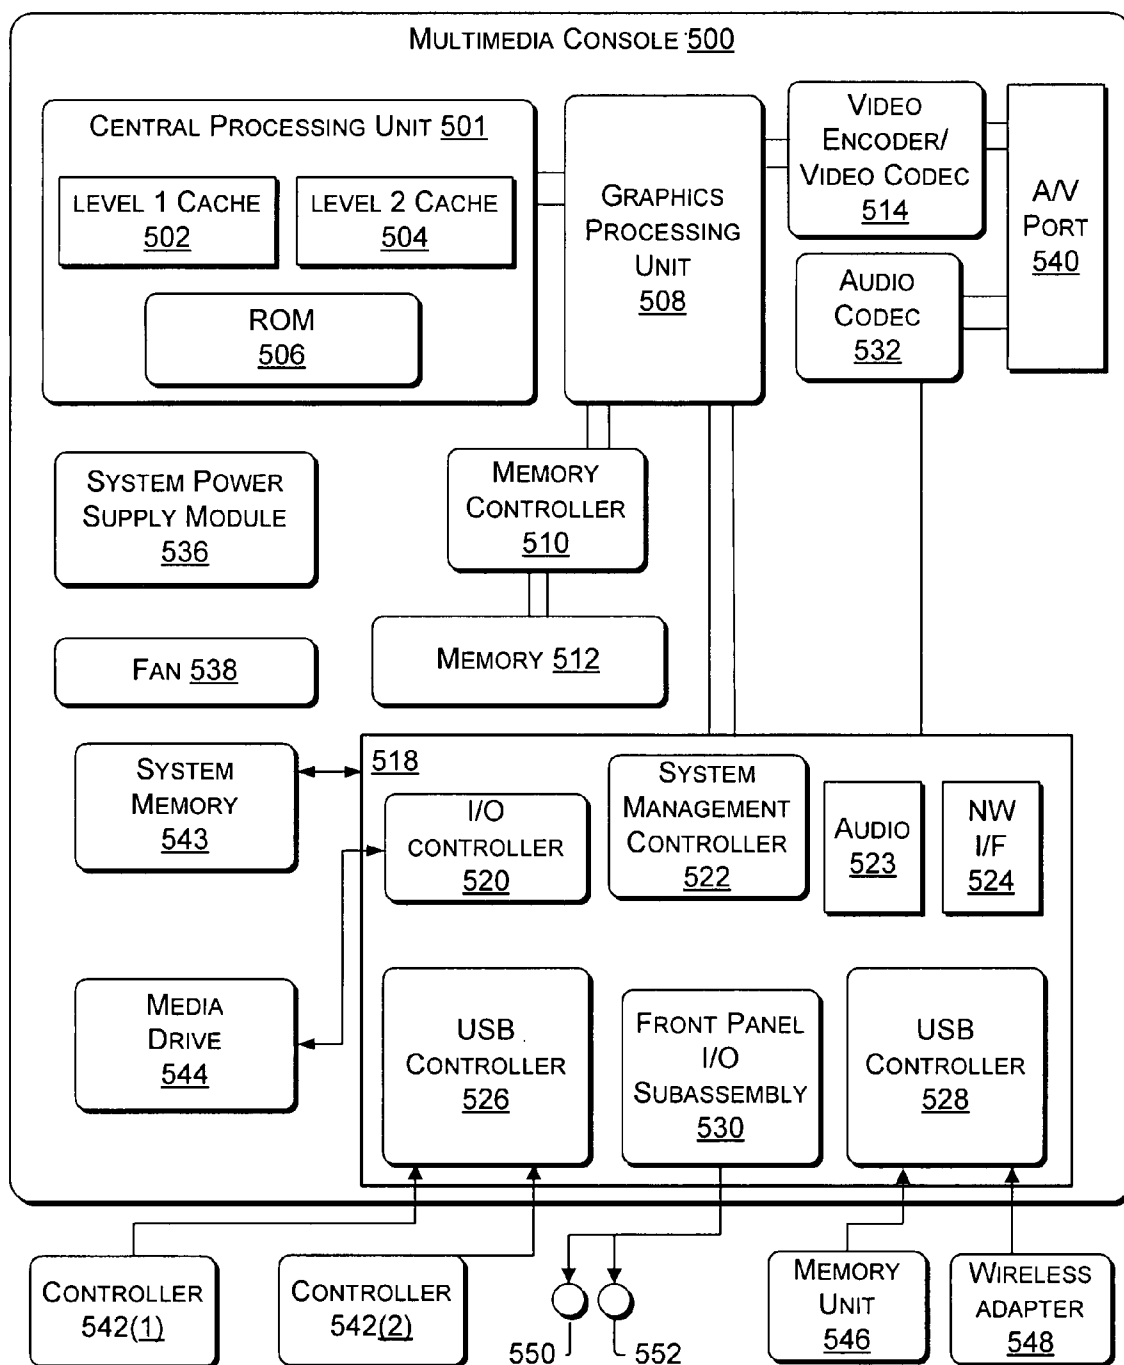 MULTIMEDIA CONSOLE 500
CENTRAL PROCESSING UNIT 501
LEVEL 1 CACHE
502
LEVEL 2 CACHE
504
ROM
506
GRAPHICS
PROCESSING
UNIT
508
VIDEO
ENCODER/
VIDEO CODEC
514
A/V
PORT
540
AUDIO
CODEC
532
SYSTEM POWER
SUPPLY MODULE
536
MEMORY
CONTROLLER
510
MEMORY 512
FAN 538
SYSTEM
MEMORY
543
518
I/O
CONTROLLER
520
SYSTEM
MANAGEMENT
CONTROLLER
522
AUDIO
523
NW
I/F
524
MEDIA
DRIVE
544
USB
CONTROLLER
526
FRONT PANEL
I/O
SUBASSEMBLY
530
USB
CONTROLLER
528
CONTROLLER
542(1)
CONTROLLER
542(2)
550
552
MEMORY
UNIT
546
WIRELESS
ADAPTER
548